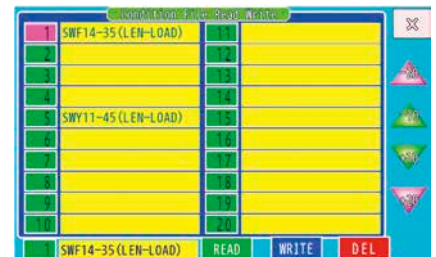 Condition File Read Write
1 SWF14-35(LEN-LOAD) 11
2 12
3 13
4 14
5 SWY11-45(LEN-LOAD) 15
6 16
7 17
8 18
9 19
10 20
1 SWF14-35(LEN-LOAD) READ WRITE DEL